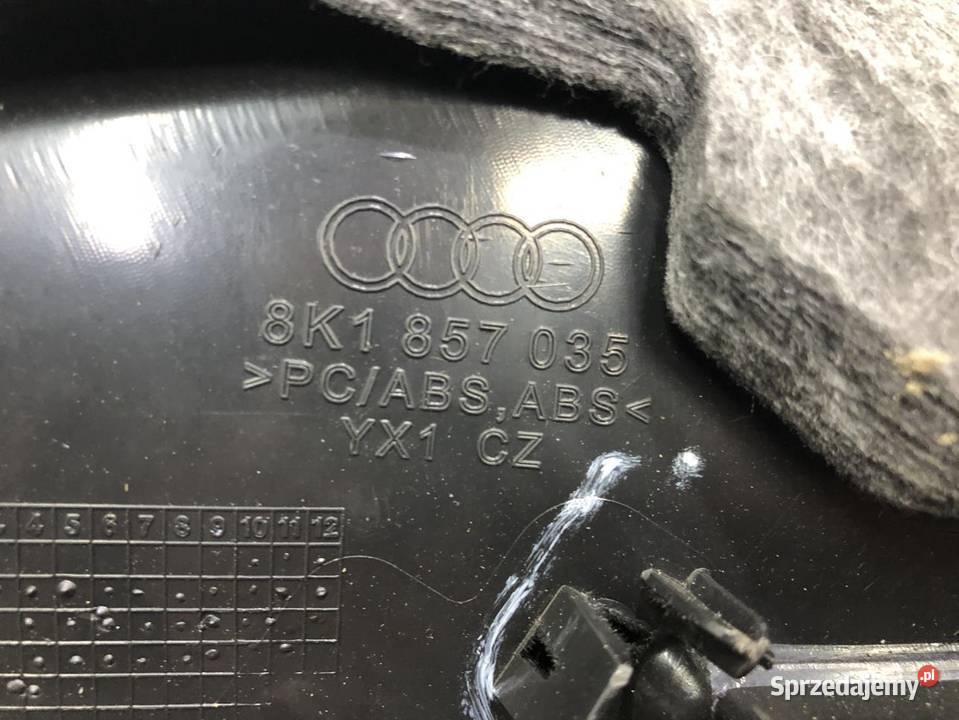 8K1 857 035
>PC/ABS,ABS<
YX1 CZ
4 5 6 7 8 9 10 11 12
Sprzedajemy.pl